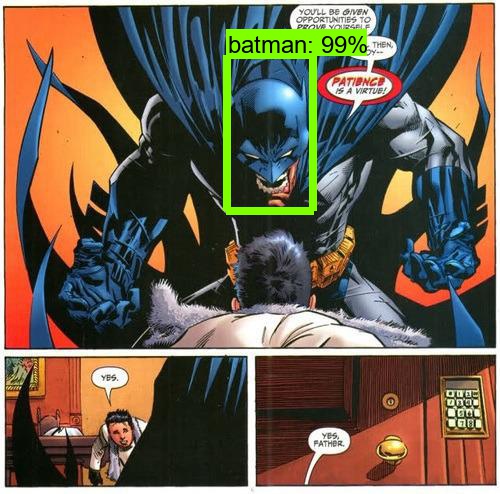 YOU'LL BE GIVEN
OPPORTUNITIES TO
PROVE YOURSELF
THEN,
batman: 99%
PATIENCE
IS A VIRTUE!
YES.
YES,
FATHER.